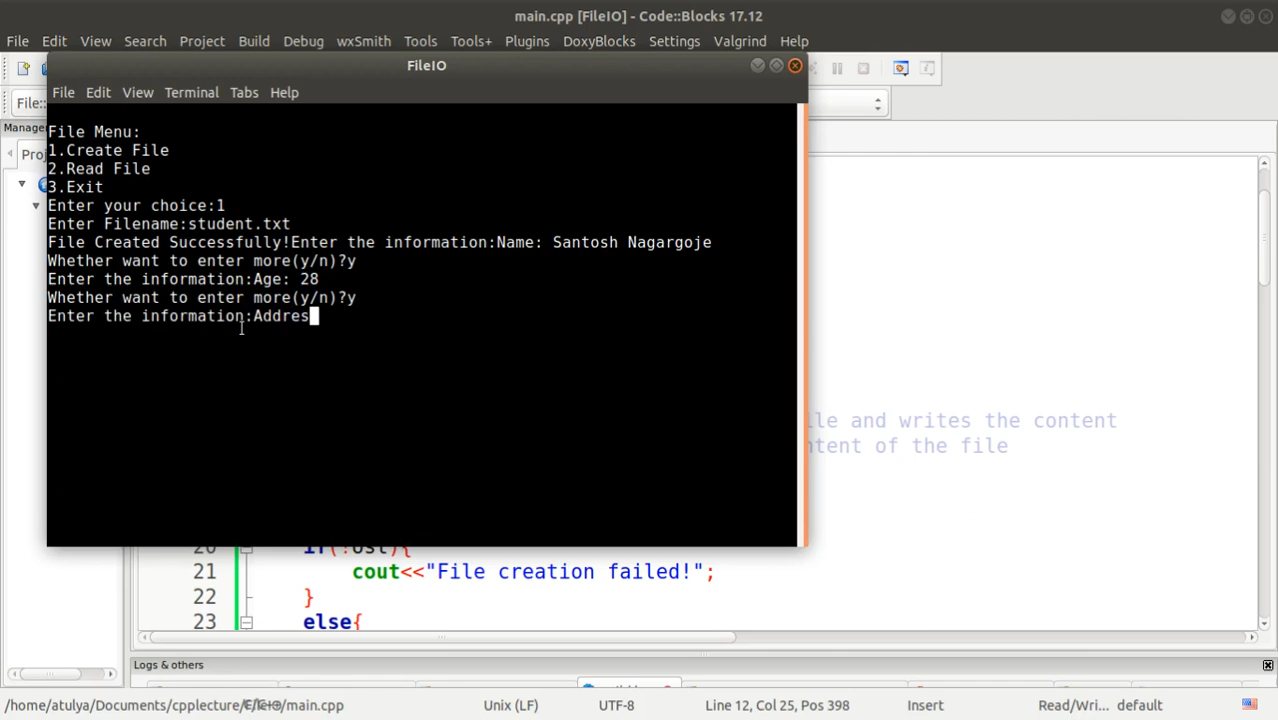 main.cpp [FileIO] - Code::Blocks 17.12
File Edit View Search Project Build Debug wxSmith Tools Tools+ Plugins DoxyBlocks Settings Valgrind Help
FileIO
File::
File Edit View Terminal Tabs Help
Manage
Proj
File Menu:
1.Create File
2.Read File
3.Exit
Enter your choice:1
Enter Filename:student.txt
File Created Successfully!Enter the information:Name: Santosh Nagargoje
Whether want to enter more(y/n)?y
Enter the information:Age: 28
Whether want to enter more(y/n)?y
Enter the information:Addres
and writes the content
of the file
20 if(!ost){
21 cout<<"File creation failed!";
22 }
23 else{
Logs & others
Unix (LF) UTF-8 Line 12, Col 25, Pos 398 Insert Read/Wri... default